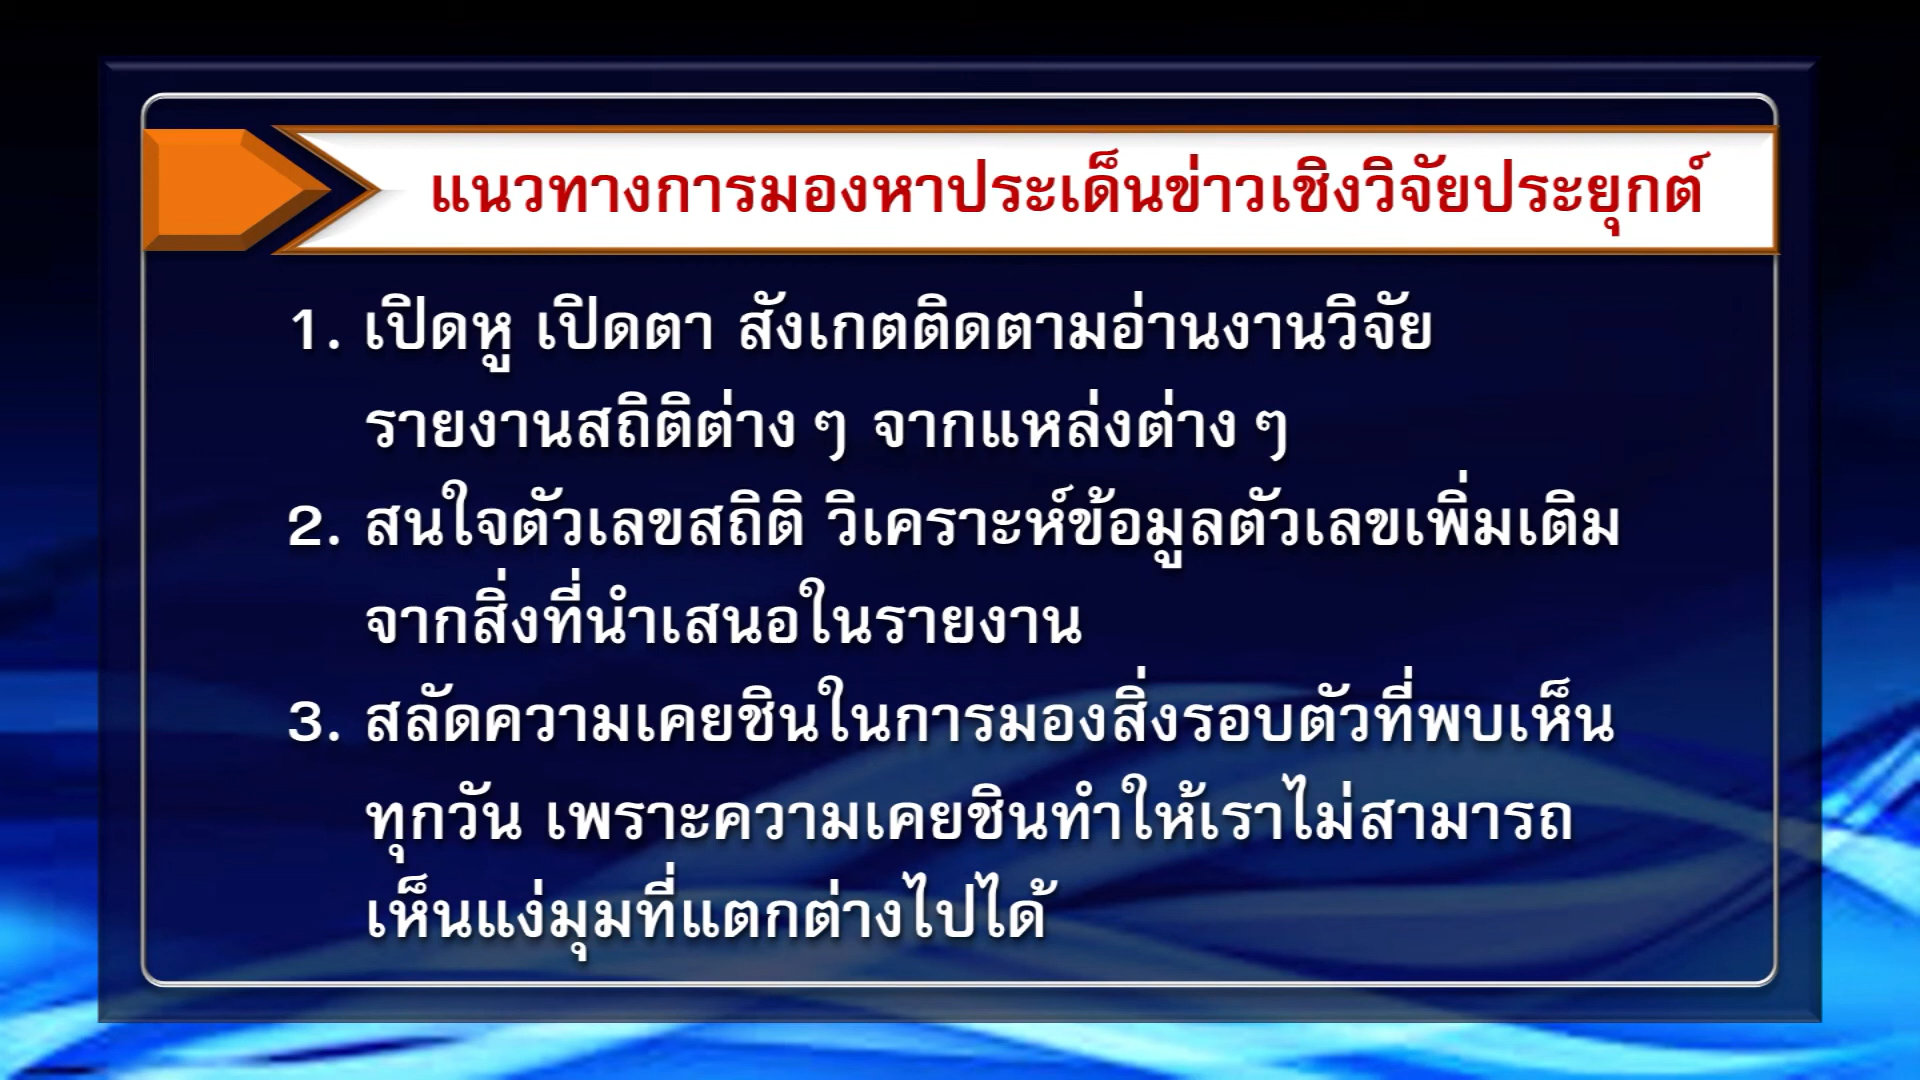 แนวทางการมองหาประเด็นข่าวเชิงวิจัยประยุกต์
1. เปิดหู เปิดตา สังเกตติดตามอ่านงานวิจัย
รายงานสถิติต่าง ๆ จากแหล่งต่าง ๆ
2. สนใจตัวเลขสถิติ วิเคราะห์ข้อมูลตัวเลขเพิ่มเติม
จากสิ่งที่นำเสนอในรายงาน
3. สลัดความเคยชินในการมองสิ่งรอบตัวที่พบเห็น
ทุกวัน เพราะความเคยชินทำให้เราไม่สามารถ
เห็นแง่มุมที่แตกต่างไปได้